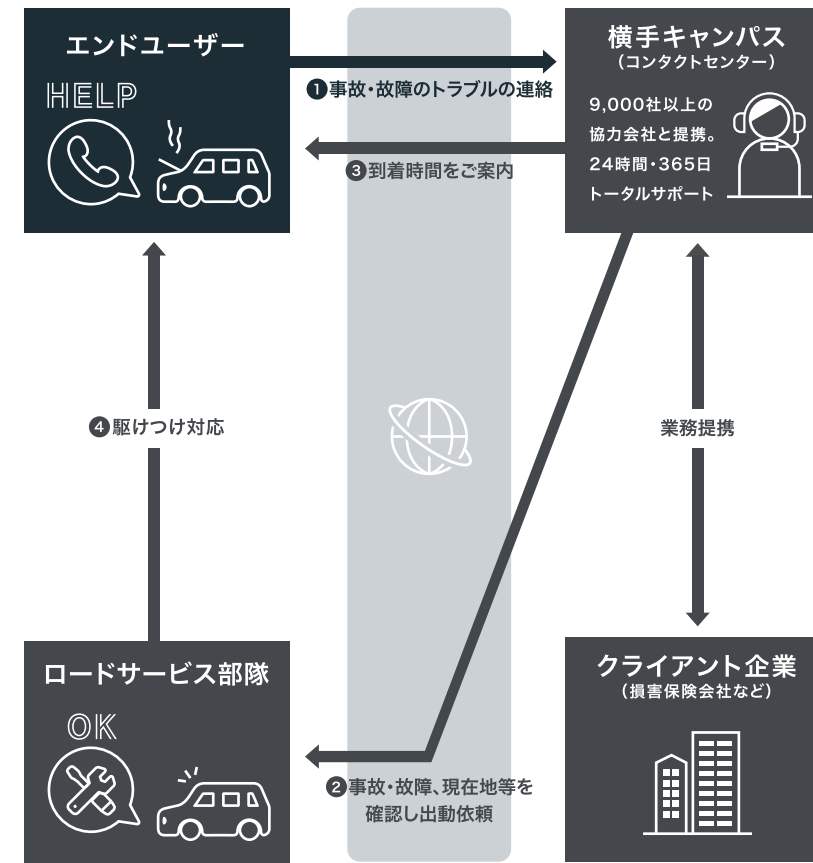 エンドユーザー
HELP
❶事故・故障のトラブルの連絡
❸到着時間をご案内
横手キャンパス
（コンタクトセンター）
9,000社以上の
協力会社と提携。
24時間・365日
トータルサポート
❹駆けつけ対応
業務提携
ロードサービス部隊
OK
❷事故・故障、現在地等を
確認し出動依頼
クライアント企業
（損害保険会社など）